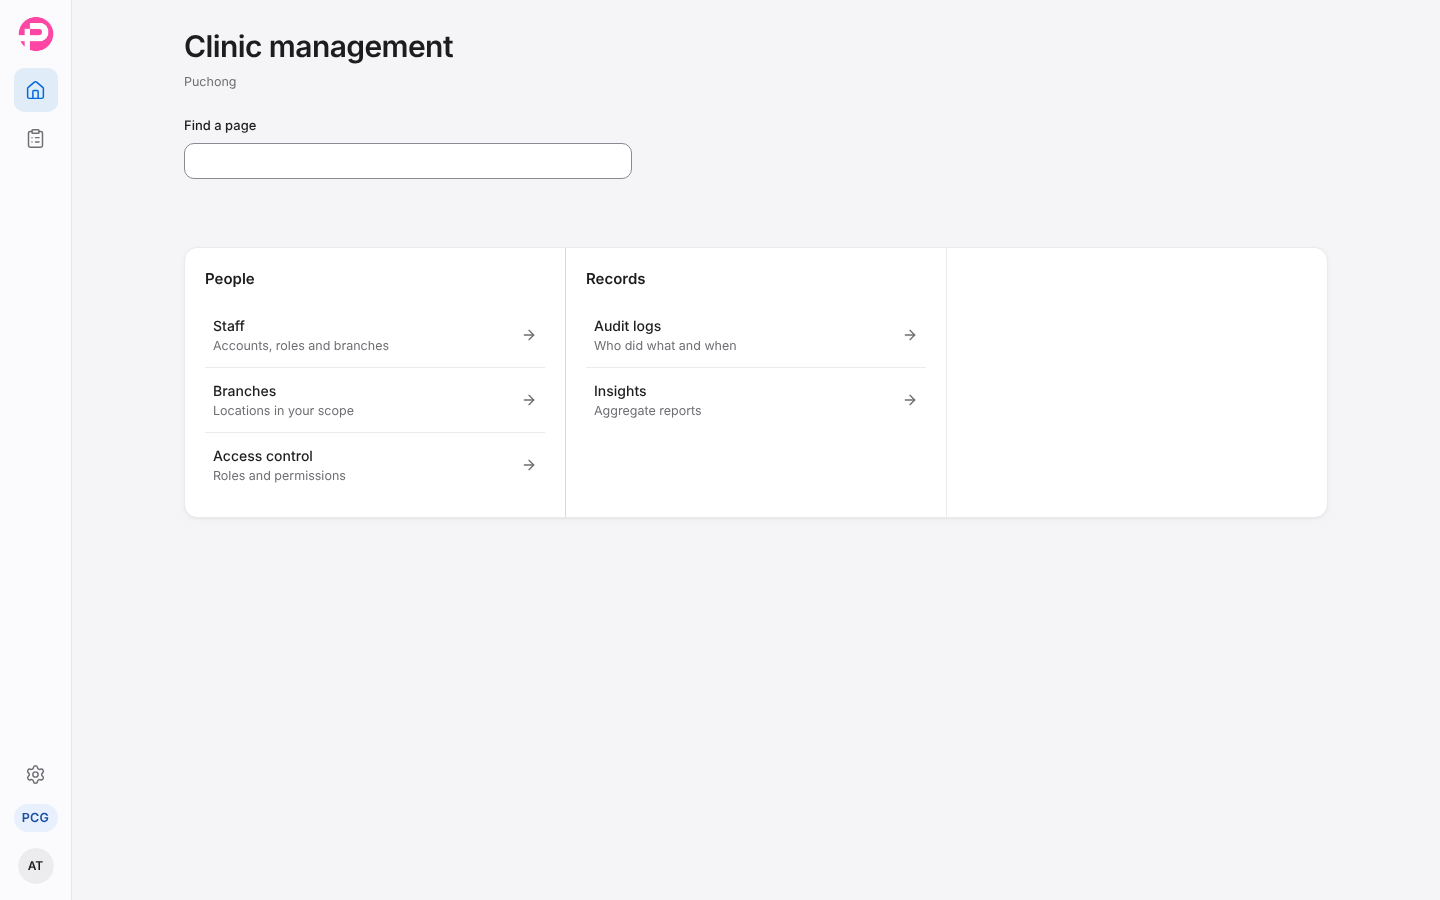 Clinic management
Puchong
Find a page
People
Staff
Accounts, roles and branches
Branches
Locations in your scope
Access control
Roles and permissions
Records
Audit logs
Who did what and when
Insights
Aggregate reports
PCG
AT